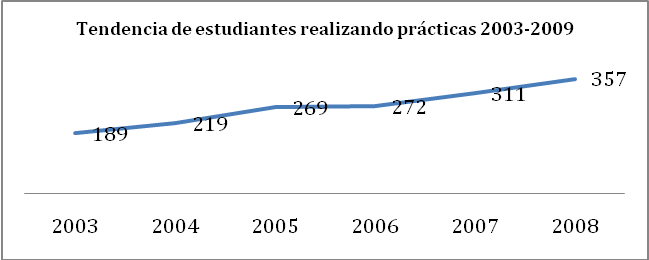 Tendencia de estudiantes realizando prácticas 2003-2009
189 219 269 272 311 357
2003 2004 2005 2006 2007 2008